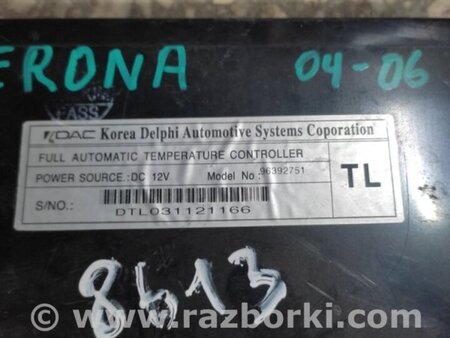 ERONA 04-06
PASS
KDAC Korea Delphi Automotive Systems Coporation
FULL AUTOMATIC TEMPERATURE CONTROLLER
POWER SOURCE: DC 12V Model No : 96392751
TL
S/NO.:
DTL031121166
8613
© www.razborki.com